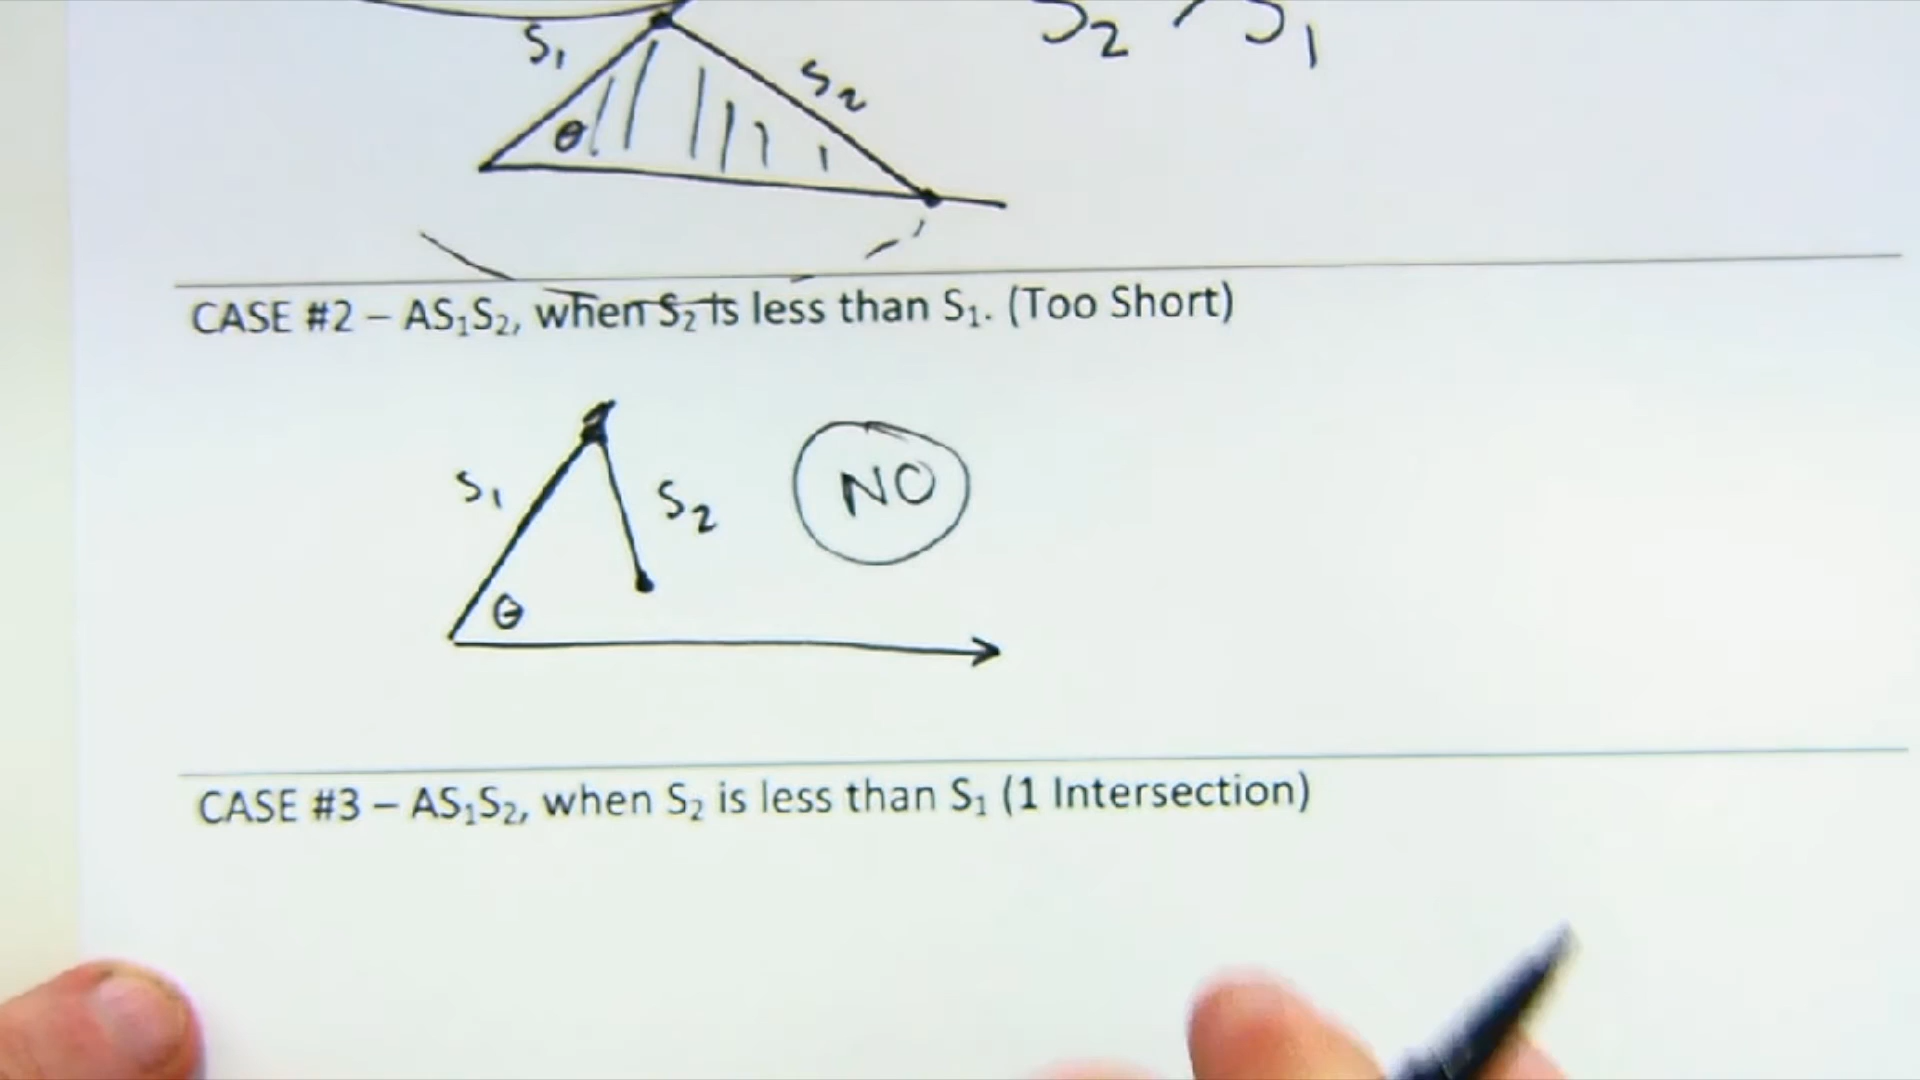 S₂ > S₁
S₁
S₂
θ
CASE #2 – AS₁S₂, when S₂ is less than S₁. (Too Short)
S₁
S₂
NO
θ
CASE #3 – AS₁S₂, when S₂ is less than S₁ (1 Intersection)